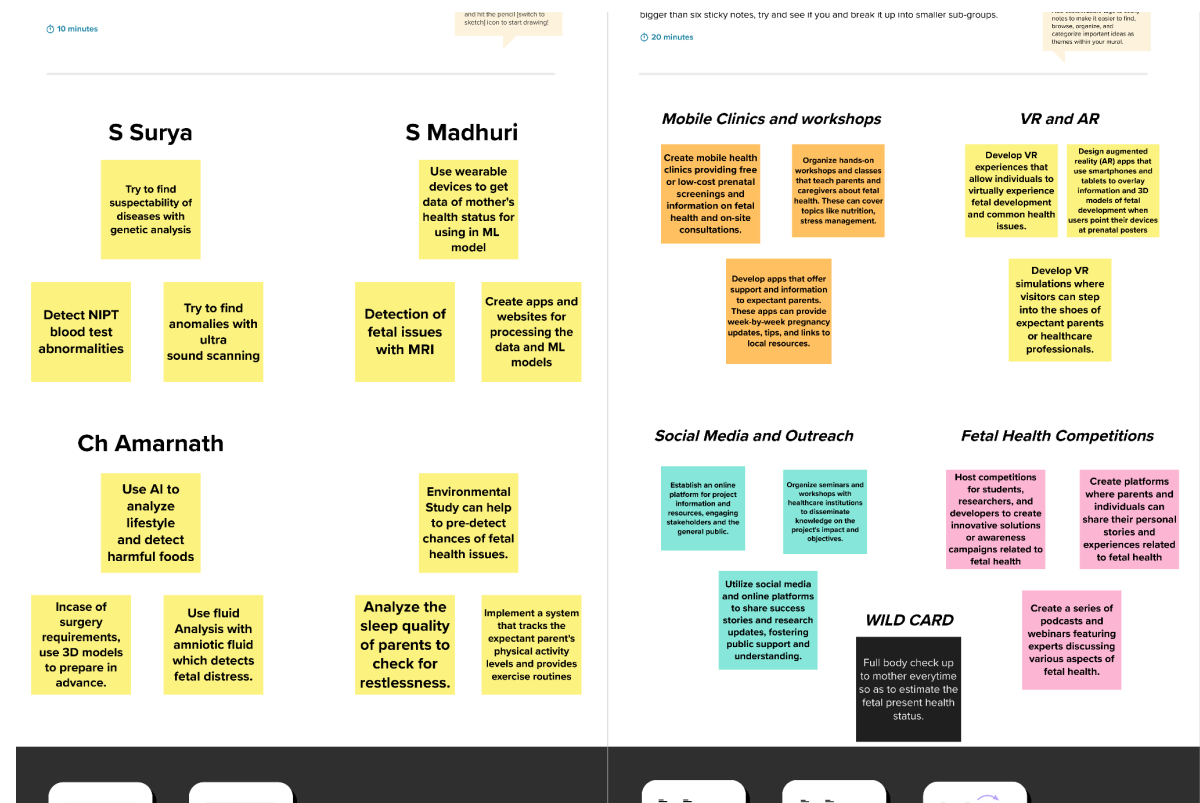 and hit the pencil [switch to
sketch] icon to start drawing!
10 minutes
S Surya
Try to find
suspectability of
diseases with
genetic analysis
Detect NIPT
blood test
abnormalities
Try to find
anomalies with
ultra
sound scanning
S Madhuri
Use wearable
devices to get
data of mother's
health status for
using in ML
model
Detection of
fetal issues
with MRI
Create apps and
websites for
processing the
data and ML
models
Ch Amarnath
Use AI to
analyze
lifestyle
and detect
harmful foods
Incase of
surgery
requirements,
use 3D models
to prepare in
advance.
Use fluid
Analysis with
amniotic fluid
which detects
fetal distress.
Environmental
Study can help
to pre-detect
chances of fetal
health issues.
Analyze the
sleep quality
of parents to
check for
restlessness.
Implement a system
that tracks the
expectant parent's
physical activity
levels and provides
exercise routines
bigger than six sticky notes, try and see if you and break it up into smaller sub-groups.
20 minutes
notes to make it easier to find,
browse, organize, and
categorize important ideas as
themes within your mural.
Mobile Clinics and workshops
Create mobile health
clinics providing free
or low-cost prenatal
screenings and
information on fetal
health and on-site
consultations.
Organize hands-on
workshops and classes
that teach parents and
caregivers about fetal
health. These can cover
topics like nutrition,
stress management.
Develop apps that offer
support and information
to expectant parents.
These apps can provide
week-by-week pregnancy
updates, tips, and links to
local resources.
VR and AR
Develop VR
experiences that
allow individuals to
virtually experience
fetal development
and common health
issues.
Design augmented
reality (AR) apps that
use smartphones and
tablets to overlay
information and 3D
models of fetal
development when
users point their devices
at prenatal posters
Develop VR
simulations where
visitors can step
into the shoes of
expectant parents
or healthcare
professionals.
Social Media and Outreach
Establish an online
platform for project
information and
resources, engaging
stakeholders and the
general public.
Organize seminars and
workshops with
healthcare institutions
to disseminate
knowledge on the
project's impact and
objectives.
Utilize social media
and online platforms
to share success
stories and research
updates, fostering
public support and
understanding.
Fetal Health Competitions
Host competitions
for students,
researchers, and
developers to create
innovative solutions
or awareness
campaigns related to
fetal health
Create platforms
where parents and
individuals can
share their personal
stories and
experiences related
to fetal health
Create a series of
podcasts and
webinars featuring
experts discussing
various aspects of
fetal health.
WILD CARD
Full body check up
to mother everytime
so as to estimate the
fetal present health
status.